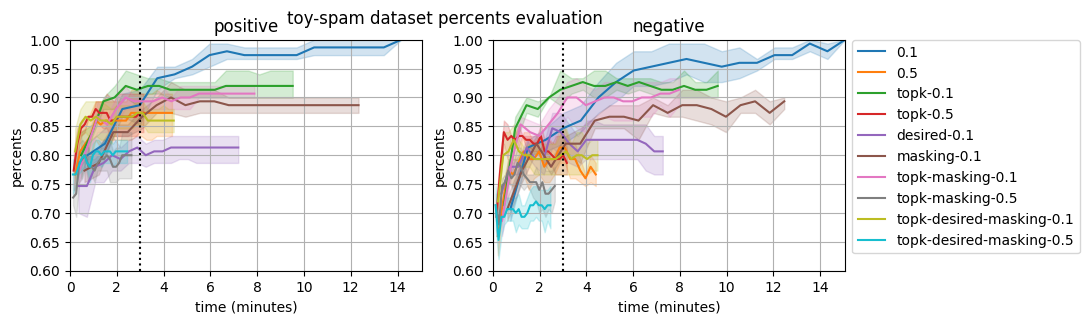 toy-spam dataset percents evaluation
positive
negative
1.00
0.95
0.90
0.85
0.80
0.75
0.70
0.65
0.60
percents
0 2 4 6 8 10 12 14
time (minutes)
1.00
0.95
0.90
0.85
0.80
0.75
0.70
0.65
0.60
percents
0 2 4 6 8 10 12 14
time (minutes)
0.1
0.5
topk-0.1
topk-0.5
desired-0.1
masking-0.1
topk-masking-0.1
topk-masking-0.5
topk-desired-masking-0.1
topk-desired-masking-0.5